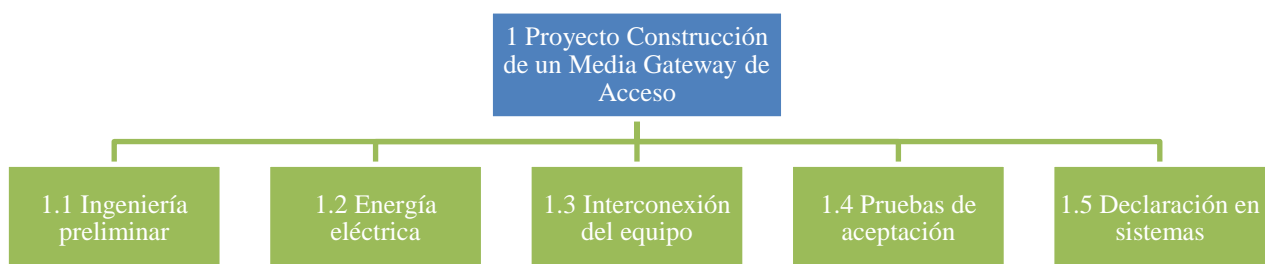 1 Proyecto Construcción
de un Media Gateway de
Acceso
1.1 Ingeniería
preliminar
1.2 Energía
eléctrica
1.3 Interconexión
del equipo
1.4 Pruebas de
aceptación
1.5 Declaración en
sistemas